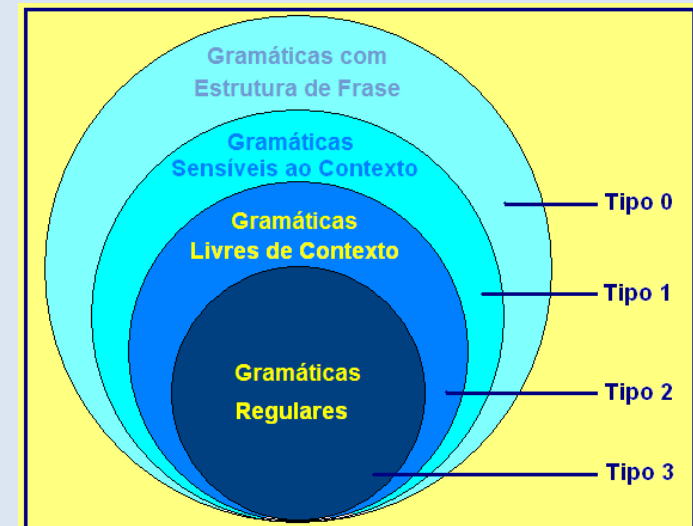 Gramáticas com
Estrutura de Frase
Gramáticas
Sensíveis ao Contexto
Gramáticas
Livres de Contexto
Gramáticas
Regulares
Tipo 0
Tipo 1
Tipo 2
Tipo 3